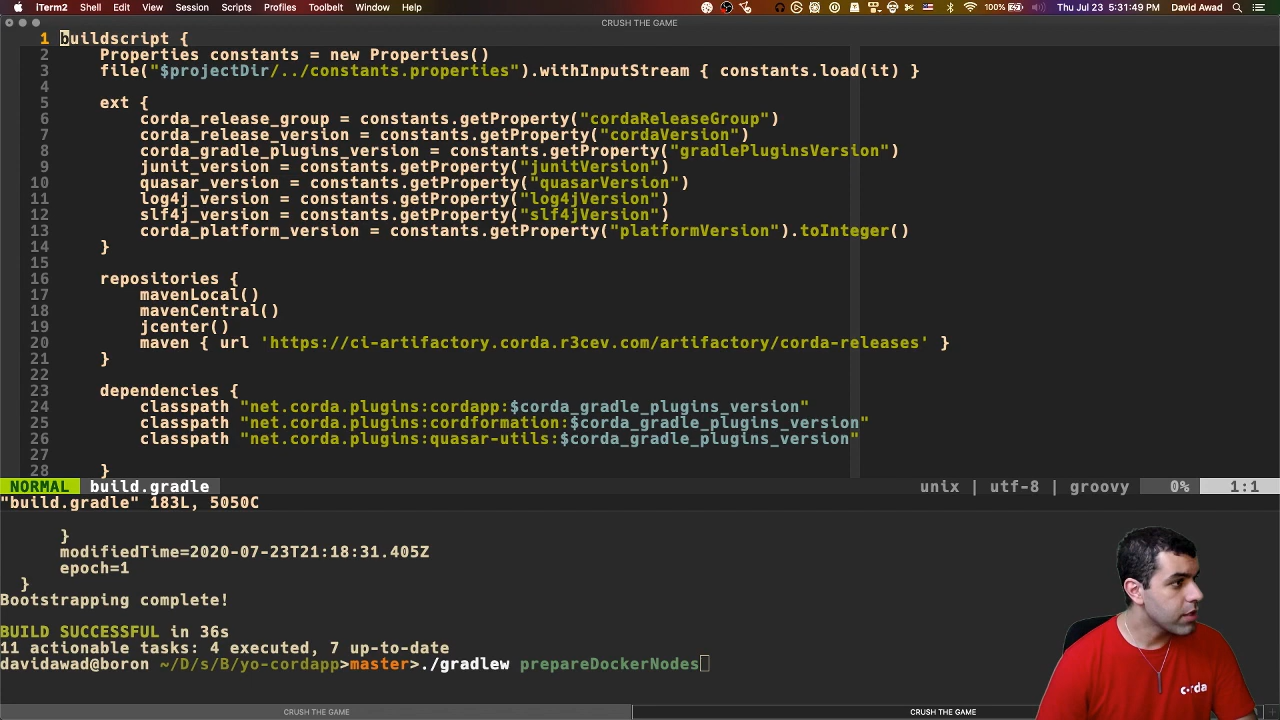 iTerm2 Shell Edit View Session Scripts Profiles Toolbelt Window Help 100% Thu Jul 23 5:31:49 PM David Awad
CRUSH THE GAME
1 buildscript {
2 Properties constants = new Properties()
3 file("$projectDir/../constants.properties").withInputStream { constants.load(it) }
4
5 ext {
6 corda_release_group = constants.getProperty("cordaReleaseGroup")
7 corda_release_version = constants.getProperty("cordaVersion")
8 corda_gradle_plugins_version = constants.getProperty("gradlePluginsVersion")
9 junit_version = constants.getProperty("junitVersion")
10 quasar_version = constants.getProperty("quasarVersion")
11 log4j_version = constants.getProperty("log4jVersion")
12 slf4j_version = constants.getProperty("slf4jVersion")
13 corda_platform_version = constants.getProperty("platformVersion").toInteger()
14 }
15
16 repositories {
17 mavenLocal()
18 mavenCentral()
19 jcenter()
20 maven { url 'https://ci-artifactory.corda.r3cev.com/artifactory/corda-releases' }
21 }
22
23 dependencies {
24 classpath "net.corda.plugins:cordapp:$corda_gradle_plugins_version"
25 classpath "net.corda.plugins:cordformation:$corda_gradle_plugins_version"
26 classpath "net.corda.plugins:quasar-utils:$corda_gradle_plugins_version"
27
28 }
NORMAL build.gradle unix | utf-8 | groovy 0% 1:1
"build.gradle" 183L, 5050C
}
modifiedTime=2020-07-23T21:18:31.405Z
epoch=1
}
Bootstrapping complete!
BUILD SUCCESSFUL in 36s
11 actionable tasks: 4 executed, 7 up-to-date
davidawad@boron ~/D/s/B/yo-cordapp>master>./gradlew prepareDockerNodes
corda
CRUSH THE GAME CRUSH THE GAME